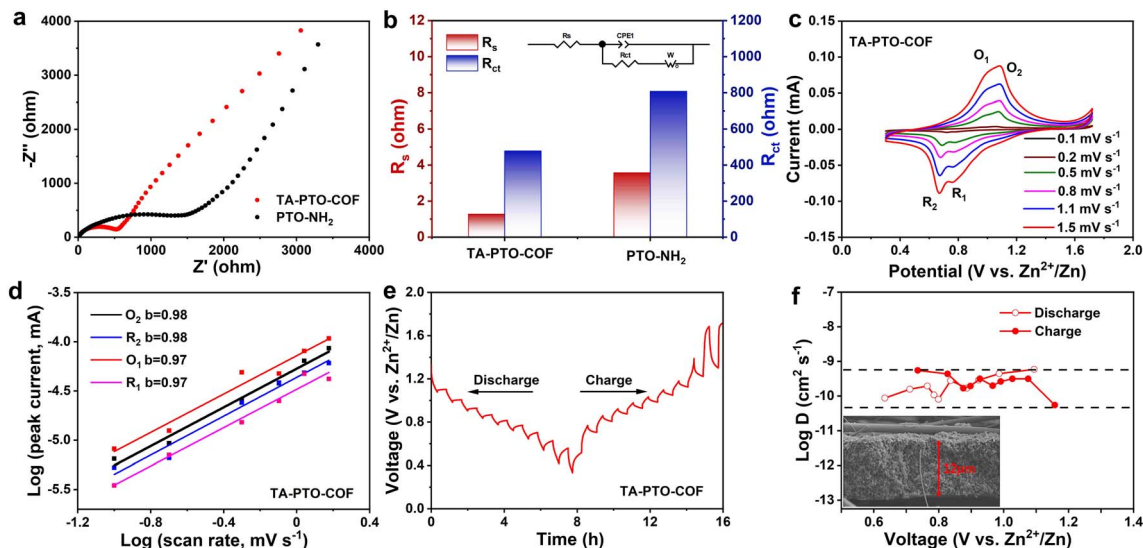 a
4000
3000
2000
1000
0
0 1000 2000 3000 4000
-Z'' (ohm)
Z' (ohm)
TA-PTO-COF
PTO-NH2
b
12
10
8
6
4
2
0
Rs (ohm)
Rs
Rct
Rs CPE1
Rct W
TA-PTO-COF PTO-NH2
1200
1000
800
600
400
200
0
Rct (ohm)
c
TA-PTO-COF
0.15
0.10
0.05
0.00
-0.05
-0.10
-0.15
Current (mA)
O1 O2
R2 R1
0.1 mV s-1
0.2 mV s-1
0.5 mV s-1
0.8 mV s-1
1.1 mV s-1
1.5 mV s-1
0.0 0.4 0.8 1.2 1.6 2.0
Potential (V vs. Zn2+/Zn)
d
-3.5
-4.0
-4.5
-5.0
-5.5
Log (peak current, mA)
O2 b=0.98
R2 b=0.98
O1 b=0.97
R1 b=0.97
TA-PTO-COF
-1.2 -0.8 -0.4 0.0 0.4
Log (scan rate, mV s-1)
e
2.0
1.6
1.2
0.8
0.4
0.0
Voltage (V vs. Zn2+/Zn)
Discharge Charge
TA-PTO-COF
0 4 8 12 16
Time (h)
f
-7
-9
-10
-11
-12
-13
Log D (cm2 s-1)
Discharge
Charge
12μm
0.6 0.8 1.0 1.2 1.4
Voltage (V vs. Zn2+/Zn)